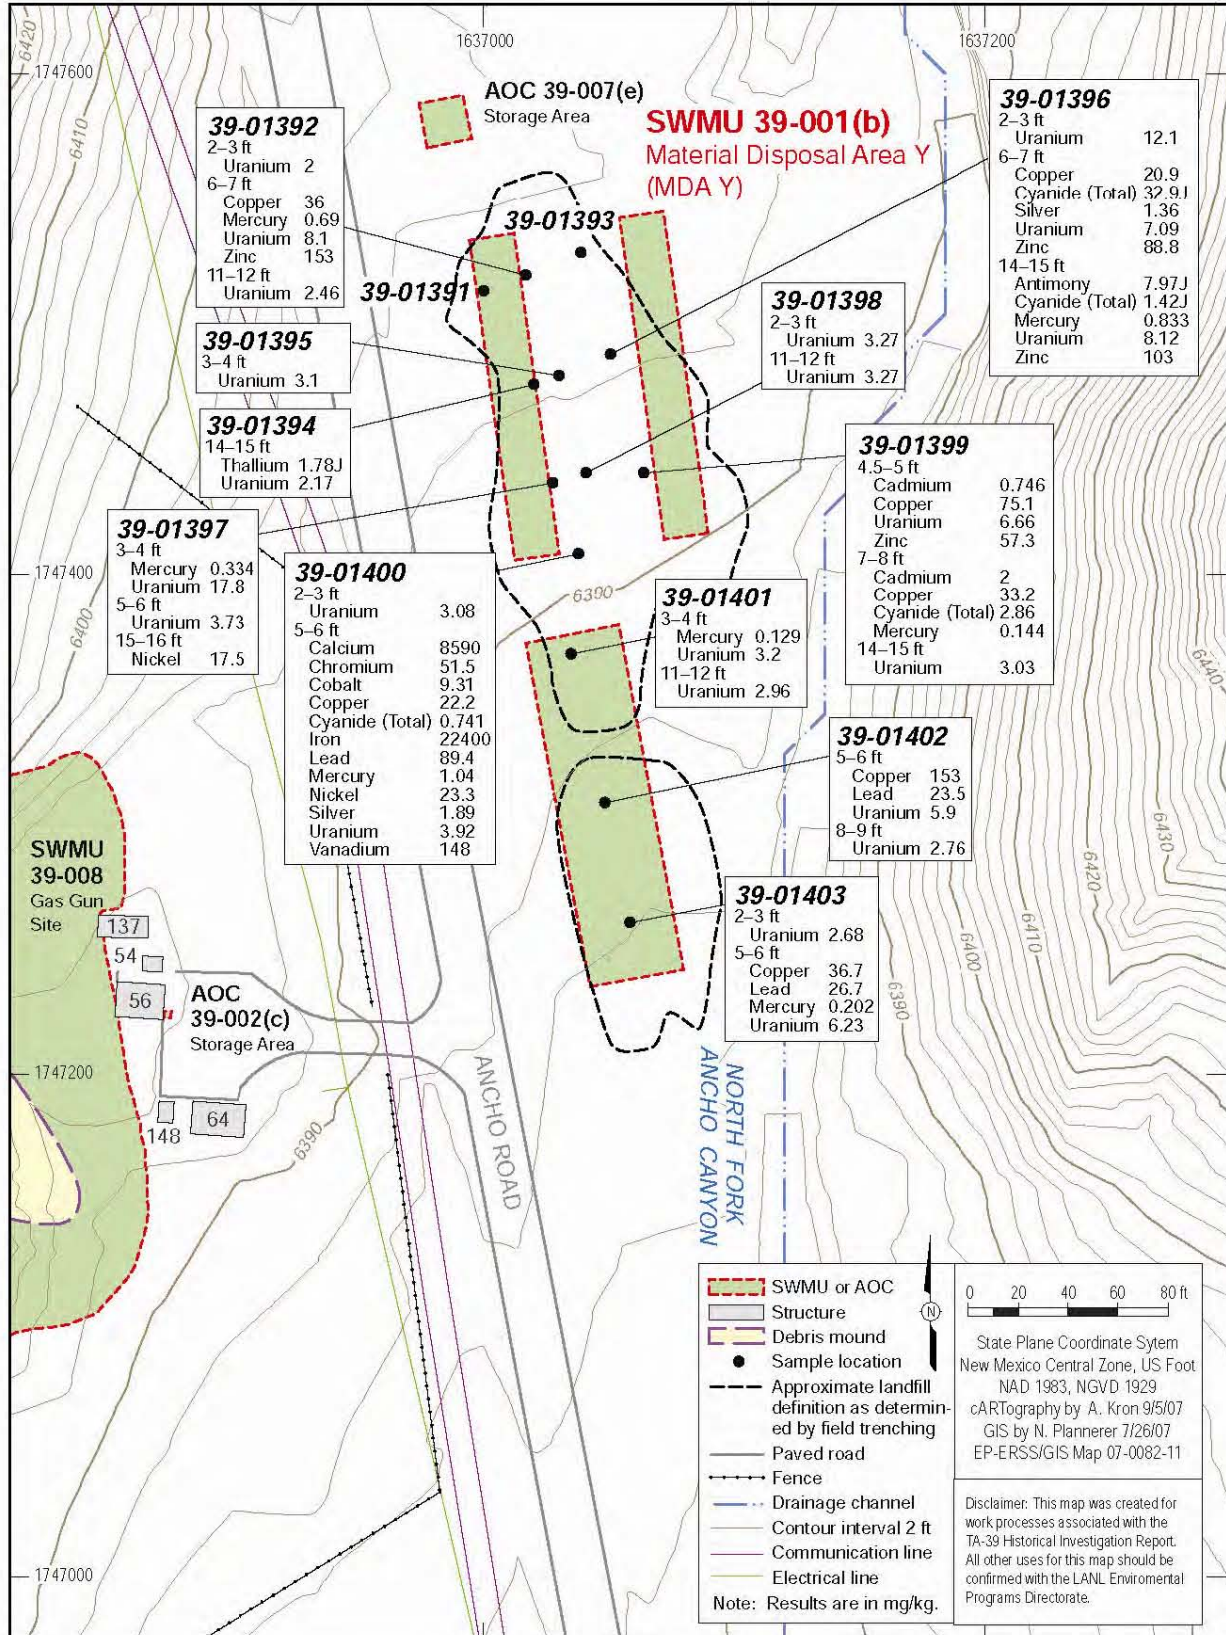 1637000
1637200
6420
1747600
6410
AOC 39-007(e)
Storage Area
SWMU 39-001(b)
Material Disposal Area Y
(MDA Y)
39-01392
2–3 ft
Uranium 2
6–7 ft
Copper 36
Mercury 0.69
Uranium 8.1
Zinc 153
11–12 ft
Uranium 2.46
39-01393
39-01391
39-01396
2–3 ft
Uranium 12.1
6–7 ft
Copper 20.9
Cyanide (Total) 32.9J
Silver 1.36
Uranium 7.09
Zinc 88.8
14–15 ft
Antimony 7.97J
Cyanide (Total) 1.42J
Mercury 0.833
Uranium 8.12
Zinc 103
39-01395
3–4 ft
Uranium 3.1
39-01398
2–3 ft
Uranium 3.27
11–12 ft
Uranium 3.27
39-01394
14–15 ft
Thallium 1.78J
Uranium 2.17
39-01399
4.5–5 ft
Cadmium 0.746
Copper 75.1
Uranium 6.66
Zinc 57.3
7–8 ft
Cadmium 2
Copper 33.2
Cyanide (Total) 2.86
Mercury 0.144
14–15 ft
Uranium 3.03
39-01397
3–4 ft
Mercury 0.334
Uranium 17.8
5–6 ft
Uranium 3.73
15–16 ft
Nickel 17.5
1747400
6400
6390
6440
39-01400
2–3 ft
Uranium 3.08
5–6 ft
Calcium 8590
Chromium 51.5
Cobalt 9.31
Copper 22.2
Cyanide (Total) 0.741
Iron 22400
Lead 89.4
Mercury 1.04
Nickel 23.3
Silver 1.89
Uranium 3.92
Vanadium 148
39-01401
3–4 ft
Mercury 0.129
Uranium 3.2
11–12 ft
Uranium 2.96
39-01402
5–6 ft
Copper 153
Lead 23.5
Uranium 5.9
8–9 ft
Uranium 2.76
6430
6420
6410
6400
6390
39-01403
2–3 ft
Uranium 2.68
5–6 ft
Copper 36.7
Lead 26.7
Mercury 0.202
Uranium 6.23
SWMU
39-008
Gas Gun
Site
137
54
56
AOC
39-002(c)
Storage Area
1747200
148
64
6390
ANCHO ROAD
NORTH FORK
ANCHO CANYON
1747000
SWMU or AOC
Structure
Debris mound
Sample location
Approximate landfill
definition as determin-
ed by field trenching
Paved road
Fence
Drainage channel
Contour interval 2 ft
Communication line
Electrical line
Note: Results are in mg/kg.
N
0 20 40 60 80 ft
State Plane Coordinate Sytem
New Mexico Central Zone, US Foot
NAD 1983, NGVD 1929
cARTography by A. Kron 9/5/07
GIS by N. Plannerer 7/26/07
EP-ERSS/GIS Map 07-0082-11
Disclaimer: This map was created for
work processes associated with the
TA-39 Historical Investigation Report.
All other uses for this map should be
confirmed with the LANL Enviromental
Programs Directorate.